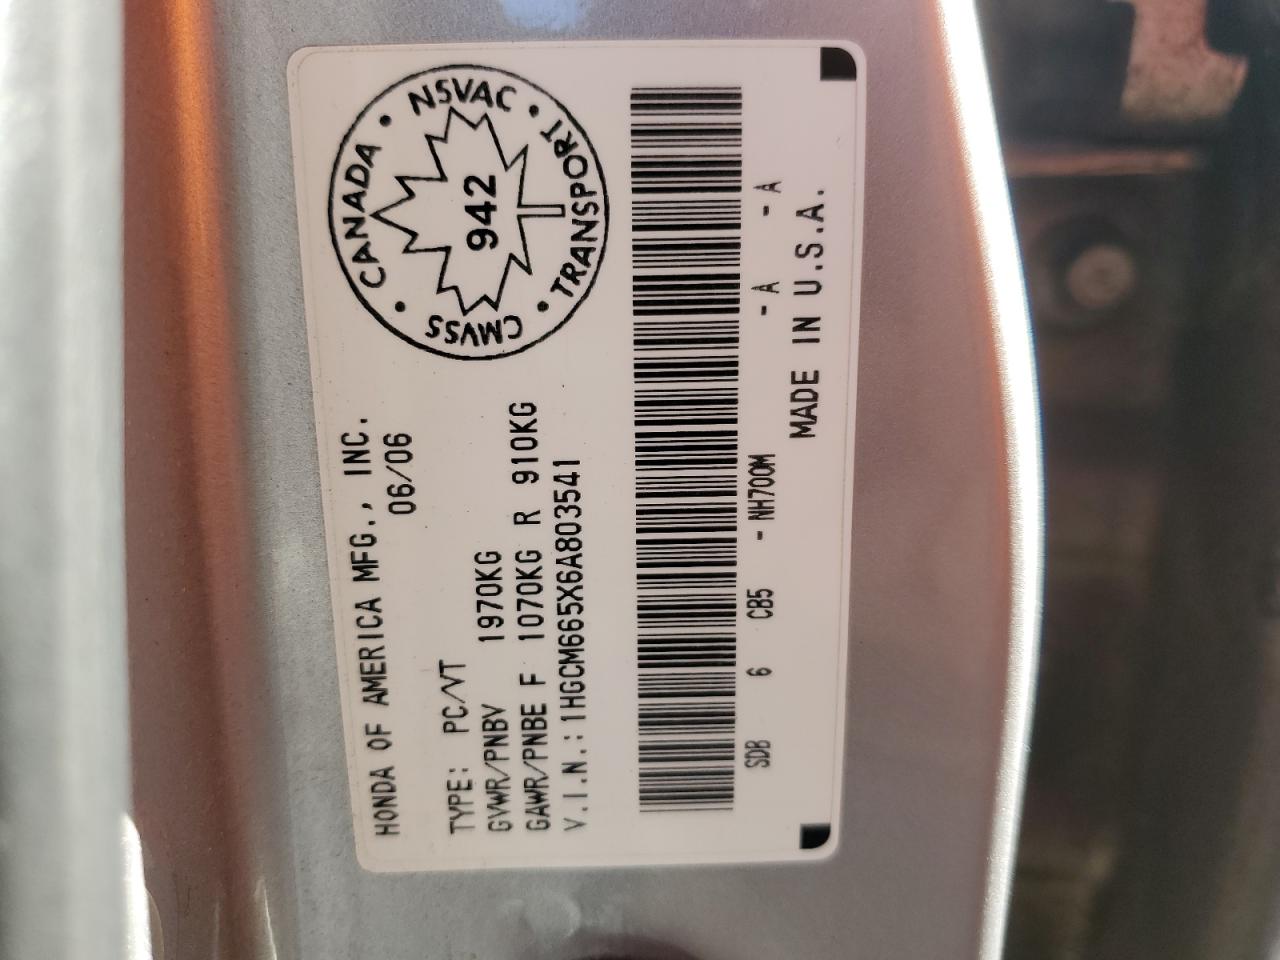 HONDA OF AMERICA MFG., INC.
06/06
TYPE: PC/VT
GVWR/PNBV 1970KG
GAWR/PNBE F 1070KG R 910KG
V.I.N.: 1HGCM665X6A803541
CANADA • NSVAC • TRANSPORT • CMVSS •
942
SDB 6 CB5 - NH700M - A - A
MADE IN U.S.A.